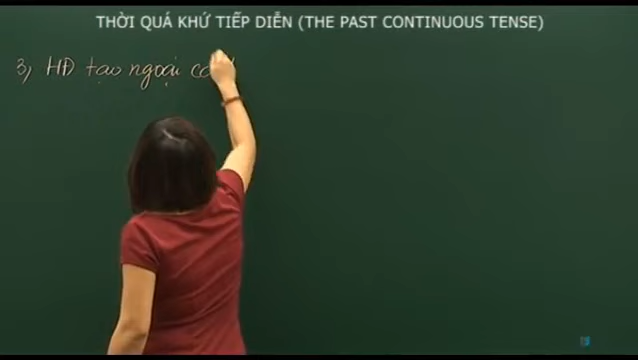 THỜI QUÁ KHỨ TIẾP DIỄN (THE PAST CONTINUOUS TENSE)
3, HĐ tạo ngoại